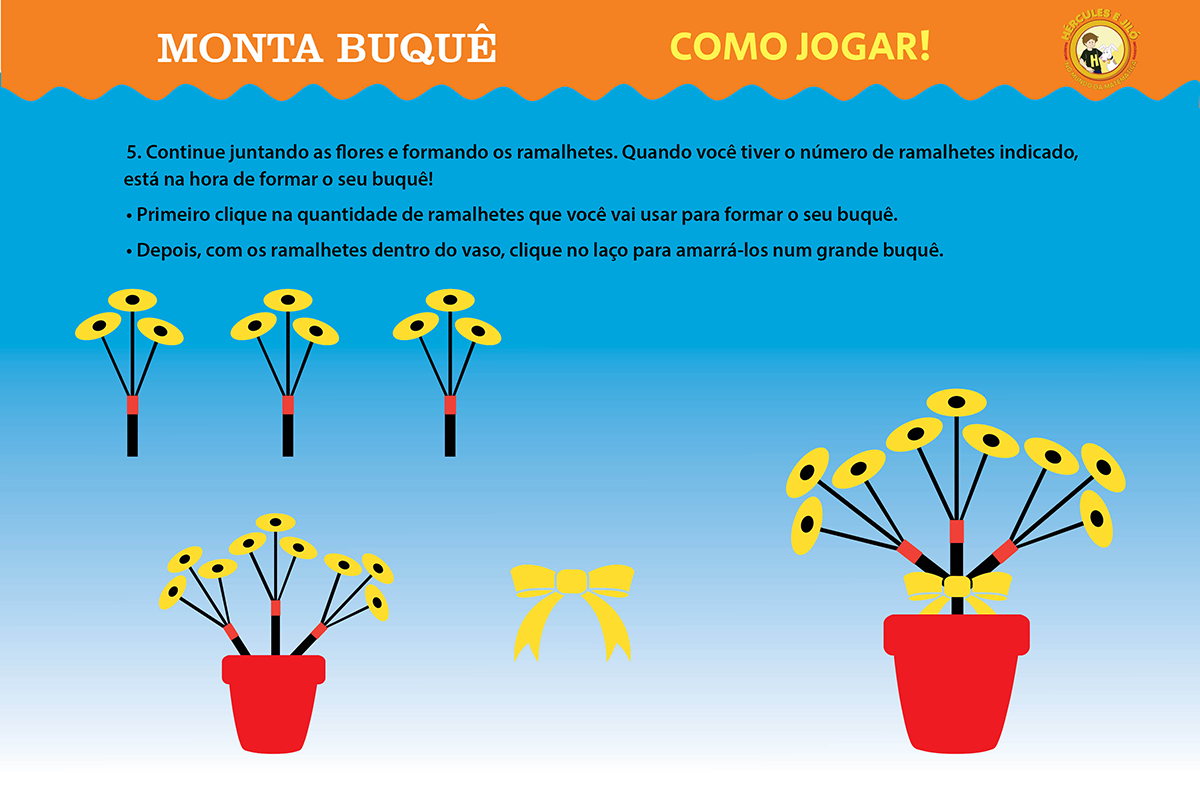 MONTA BUQUÊ
COMO JOGAR!
HÉRCULES E JILÓ
H
5. Continue juntando as flores e formando os ramalhetes. Quando você tiver o número de ramalhetes indicado,
está na hora de formar o seu buquê!
• Primeiro clique na quantidade de ramalhetes que você vai usar para formar o seu buquê.
• Depois, com os ramalhetes dentro do vaso, clique no laço para amarrá-los num grande buquê.